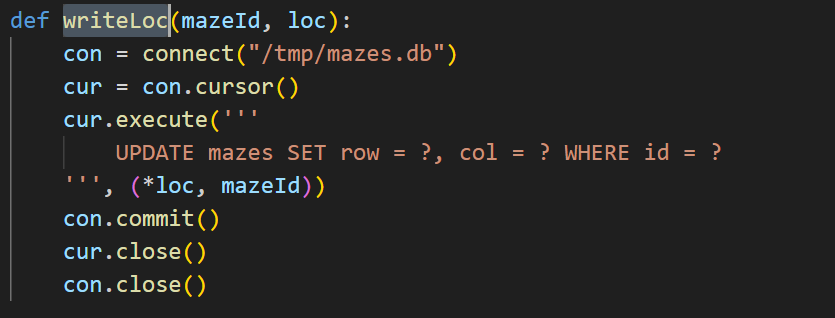 def writeLoc(mazeId, loc):
    con = connect("/tmp/mazes.db")
    cur = con.cursor()
    cur.execute('''
        UPDATE mazes SET row = ?, col = ? WHERE id = ?
    ''', (*loc, mazeId))
    con.commit()
    cur.close()
    con.close()